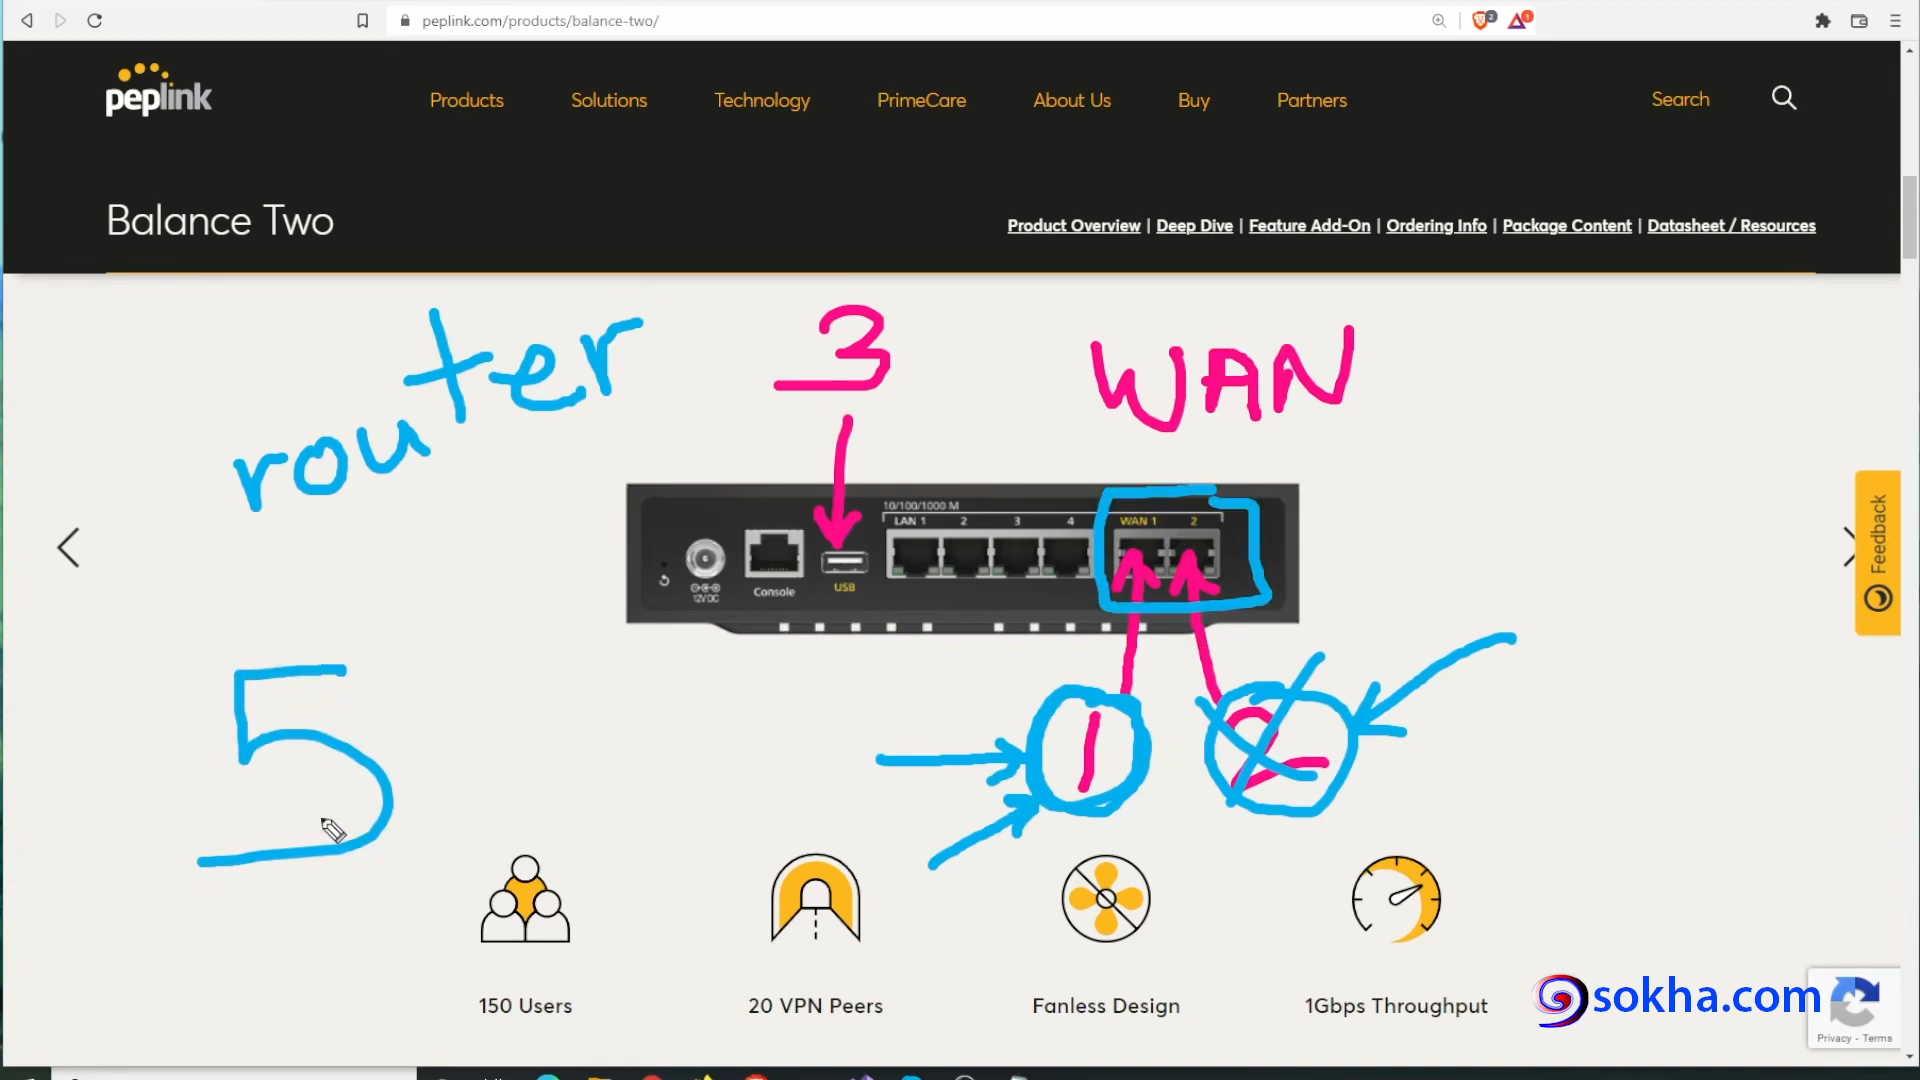 peplink.com/products/balance-two/
2
1
peplink
Products
Solutions
Technology
PrimeCare
About Us
Buy
Partners
Search
Balance Two
Product Overview | Deep Dive | Feature Add-On | Ordering Info | Package Content | Datasheet / Resources
router
3
WAN
10/100/1000 M
LAN 1 2 3 4 WAN 1 2
12V DC
Console
USB
Feedback
5
1
2
150 Users
20 VPN Peers
Fanless Design
1Gbps Throughput
sokha.com
Privacy - Terms